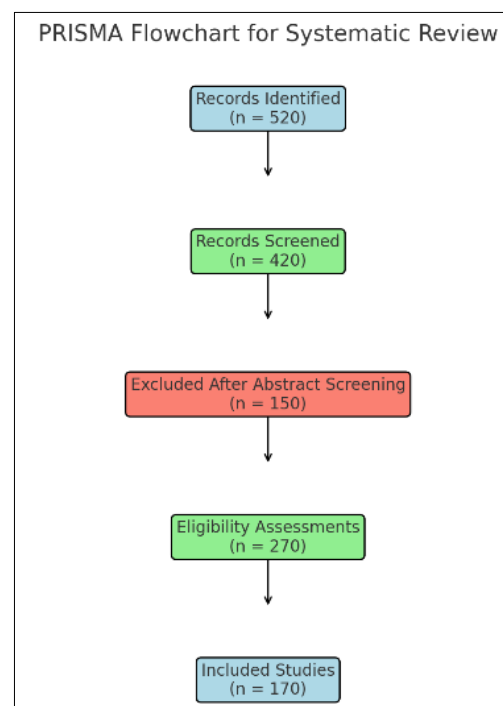 PRISMA Flowchart for Systematic Review
Records Identified
(n = 520)
Records Screened
(n = 420)
Excluded After Abstract Screening
(n = 150)
Eligibility Assessments
(n = 270)
Included Studies
(n = 170)